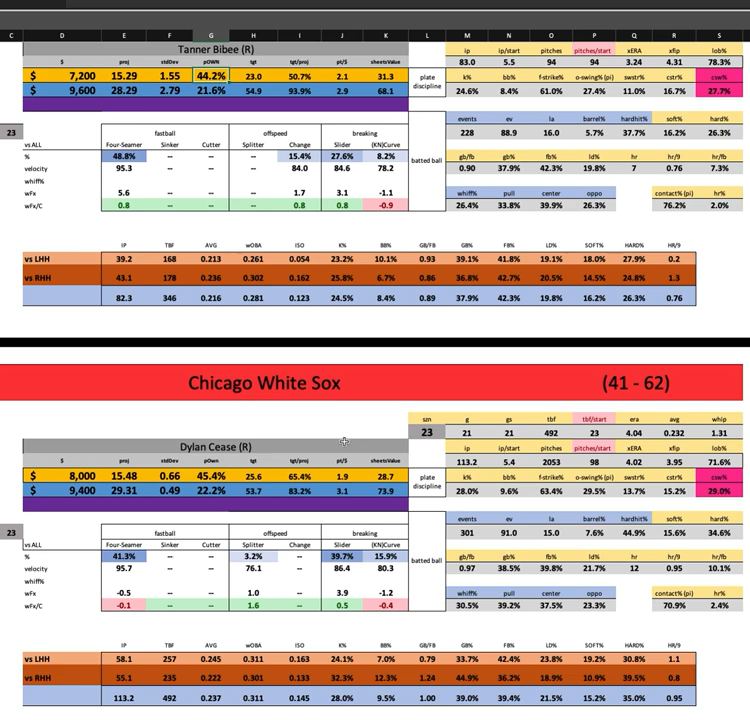 C D E F G H I J K L M N O P Q R S
Tanner Bibee (R) ip ip/start pitches pitches/start xERA xfip lob%
$ proj stdDev pOWN tgt tgt/proj pt/$ sheetsValue 83.0 5.5 94 94 3.24 4.31 78.3%
$ 7,200 15.29 1.55 44.2% 23.0 50.7% 2.1 31.3 plate discipline k% bb% f-strike% o-swing% (pi) swstr% cstr% csw%
$ 9,600 28.29 2.79 21.6% 54.9 93.9% 2.9 68.1 24.6% 8.4% 61.0% 27.4% 11.0% 16.7% 27.7%
events ev la barrel% hardhit% soft% hard%
23 fastball offspeed breaking 228 88.9 16.0 5.7% 37.7% 16.2% 26.3%
vs ALL Four-Seamer Sinker Cutter Splitter Change Slider (KN)Curve
% 48.8% -- -- -- 15.4% 27.6% 8.2% batted ball gb/fb gb% fb% ld% hr hr/9 hr/fb
velocity 95.3 -- -- -- 84.0 84.6 78.2 0.90 37.9% 42.3% 19.8% 7 0.76 7.3%
whiff%
wFx 5.6 1.7 3.1 -1.1 whiff% pull center oppo contact% (pi) hr%
wFx/C 0.8 -- -- -- 0.8 0.8 -0.9 26.4% 33.8% 39.9% 26.3% 76.2% 2.0%
IP TBF AVG wOBA ISO K% BB% GB/FB GB% FB% LD% SOFT% HARD% HR/9
vs LHH 39.2 168 0.213 0.261 0.054 23.2% 10.1% 0.93 39.1% 41.8% 19.1% 18.0% 27.9% 0.2
vs RHH 43.1 178 0.236 0.302 0.162 25.8% 6.7% 0.86 36.8% 42.7% 20.5% 14.5% 24.8% 1.3
82.3 346 0.216 0.281 0.123 24.5% 8.4% 0.89 37.9% 42.3% 19.8% 16.2% 26.3% 0.76
Chicago White Sox (41 - 62)
szn g gs tbf tbf/start era avg whip
23 21 21 492 23 4.04 0.232 1.31
Dylan Cease (R) ip ip/start pitches pitches/start xERA xfip lob%
$ proj stdDev pOwn tgt tgt/proj pt/$ sheetsValue 113.2 5.4 2053 98 4.02 3.95 71.6%
$ 8,000 15.48 0.66 45.4% 25.6 65.4% 1.9 28.7 plate discipline k% bb% f-strike% o-swing% (pi) swstr% cstr% csw%
$ 9,400 29.31 0.49 22.2% 53.7 83.2% 3.1 73.9 28.0% 9.6% 63.4% 29.5% 13.7% 15.2% 29.0%
events ev la barrel% hardhit% soft% hard%
23 fastball offspeed breaking 301 91.0 15.0 7.6% 44.9% 15.6% 34.6%
vs ALL Four-Seamer Sinker Cutter Splitter Change Slider (KN)Curve
% 41.3% -- -- 3.2% -- 39.7% 15.9% batted ball gb/fb gb% fb% ld% hr hr/9 hr/fb
velocity 95.7 -- -- 76.1 -- 86.4 80.3 0.97 38.5% 39.8% 21.7% 12 0.95 10.1%
whiff%
wFx -0.5 1.0 3.9 -1.2 whiff% pull center oppo contact% (pi) hr%
wFx/C -0.1 -- -- 1.6 -- 0.5 -0.4 30.5% 39.2% 37.5% 23.3% 70.9% 2.4%
IP TBF AVG wOBA ISO K% BB% GB/FB GB% FB% LD% SOFT% HARD% HR/9
vs LHH 58.1 257 0.245 0.311 0.163 24.1% 7.0% 0.79 33.7% 42.4% 23.8% 19.2% 30.8% 1.1
vs RHH 55.1 235 0.222 0.301 0.133 32.3% 12.3% 1.24 44.9% 36.2% 18.9% 10.9% 39.5% 0.8
113.2 492 0.237 0.311 0.145 28.0% 9.5% 1.00 39.0% 39.4% 21.5% 15.2% 35.0% 0.95